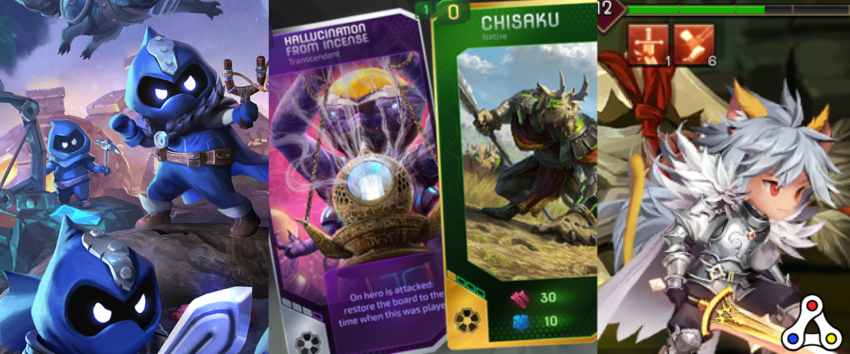 HALLUCINATION
FROM INCENSE
Transcendent
On hero is attacked:
restore the board to the
time when this was playe
1
0
CHISAKU
Native
30
10
12
1
6